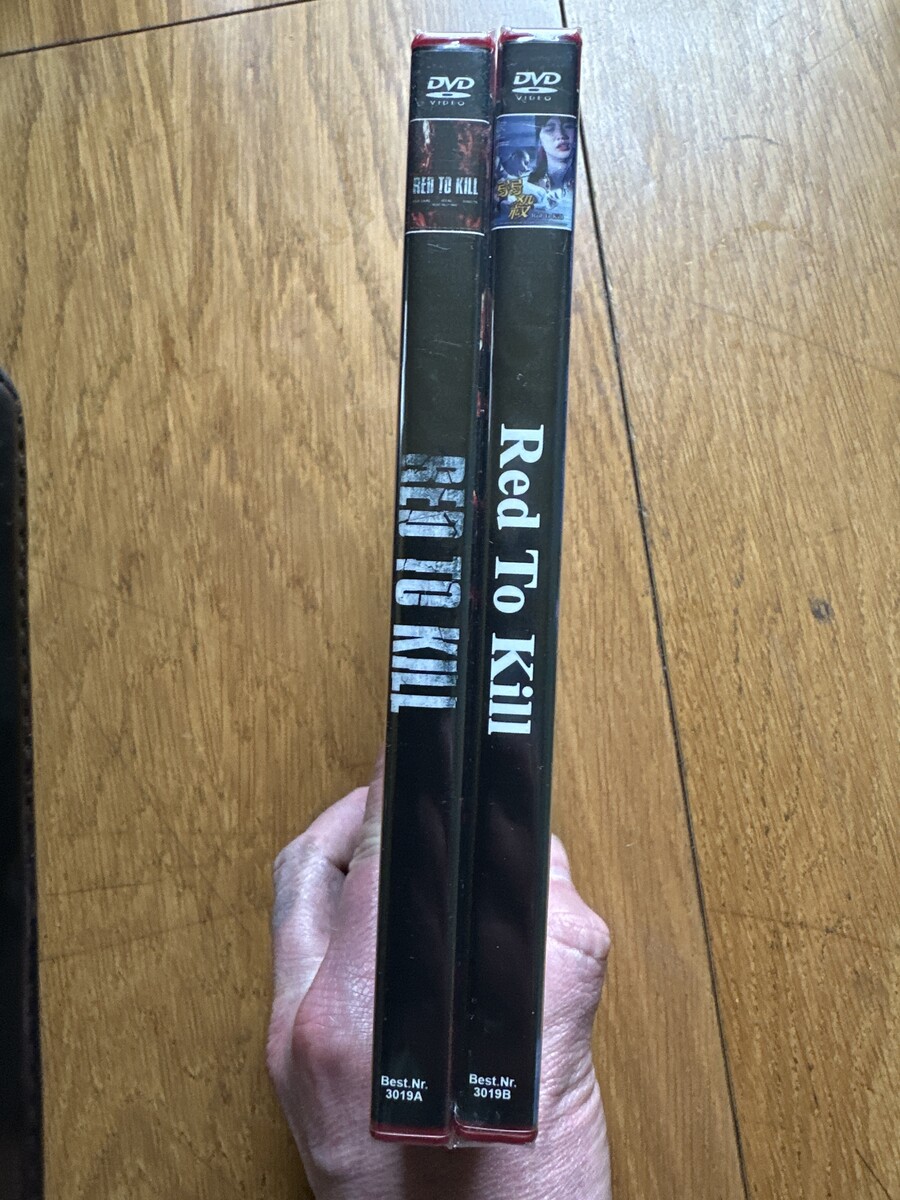 DVD
VIDEO
RED TO KILL
RED TO KILL
Best.Nr.
3019A
DVD
VIDEO
Red To Kill
Best.Nr.
3019B